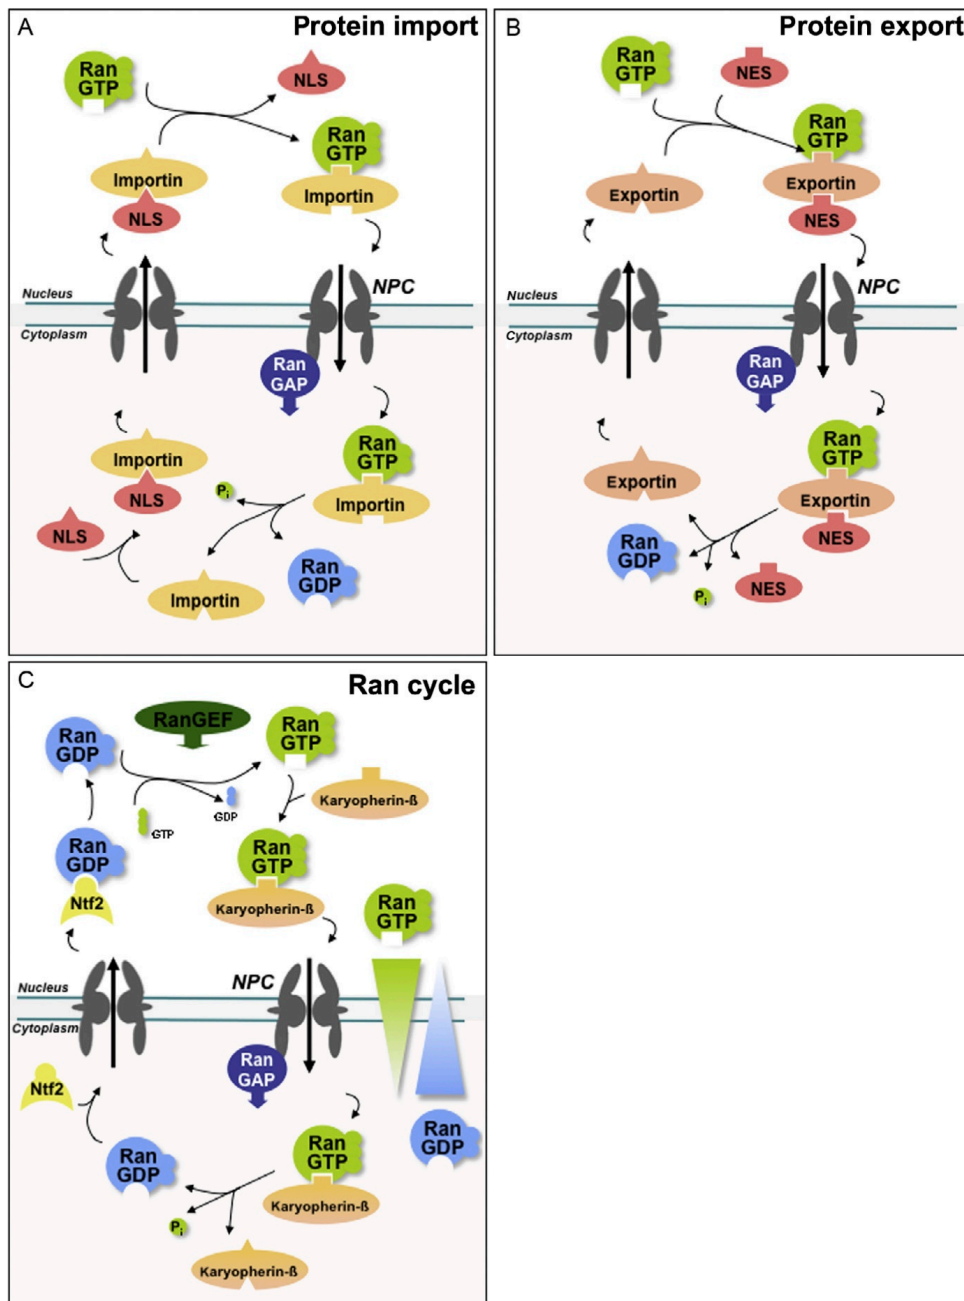 A
Protein import
Ran
GTP
NLS
Ran
GTP
Importin
NLS
Importin
NPC
Nucleus
Cytoplasm
Ran
GAP
Importin
NLS
Ran
GTP
Importin
Pi
NLS
Importin
Ran
GDP
B
Protein export
Ran
GTP
NES
Ran
GTP
Exportin
Exportin
NES
NPC
Nucleus
Cytoplasm
Ran
GAP
Exportin
Ran
GTP
Exportin
NES
Ran
GDP
Pi
NES
C
Ran cycle
RanGEF
Ran
GDP
Ran
GTP
GTP
GDP
Karyopherin-ß
Ran
GDP
Ntf2
Ran
GTP
Karyopherin-ß
Ran
GTP
NPC
Nucleus
Cytoplasm
Ran
GAP
Ntf2
Ran
GDP
Ran
GTP
Karyopherin-ß
Ran
GDP
Pi
Karyopherin-ß